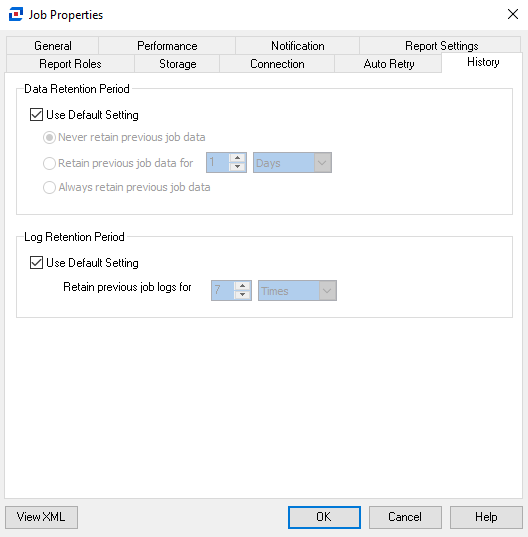 Job Properties
General Performance Notification Report Settings
Report Roles Storage Connection Auto Retry History
Data Retention Period
Use Default Setting
Never retain previous job data
Retain previous job data for 1 Days
Always retain previous job data
Log Retention Period
Use Default Setting
Retain previous job logs for 7 Times
View XML OK Cancel Help